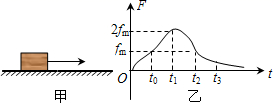 F
2fₘ
fₘ
O
t₀
t₁
t₂
t₃
t
甲
乙